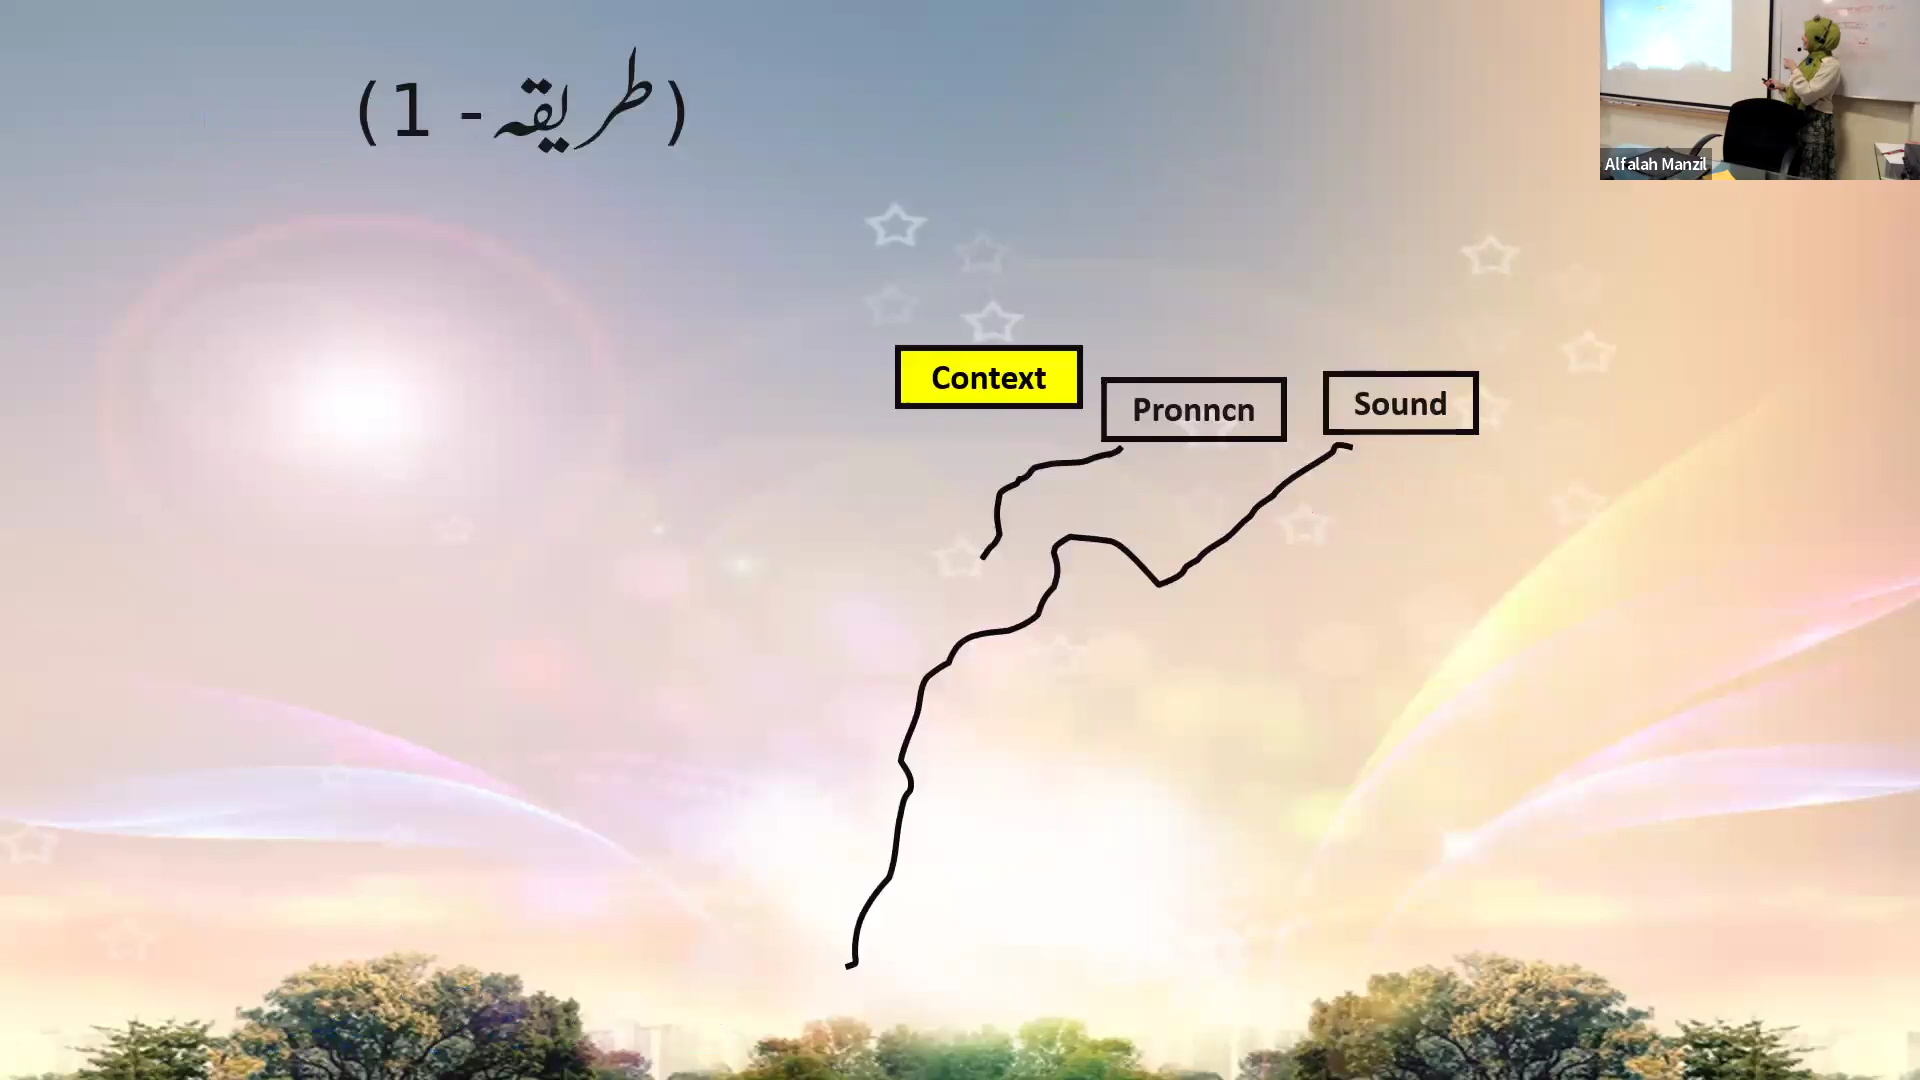 (طریقہ - 1)
Alfalah Manzil
Context
Pronncn
Sound